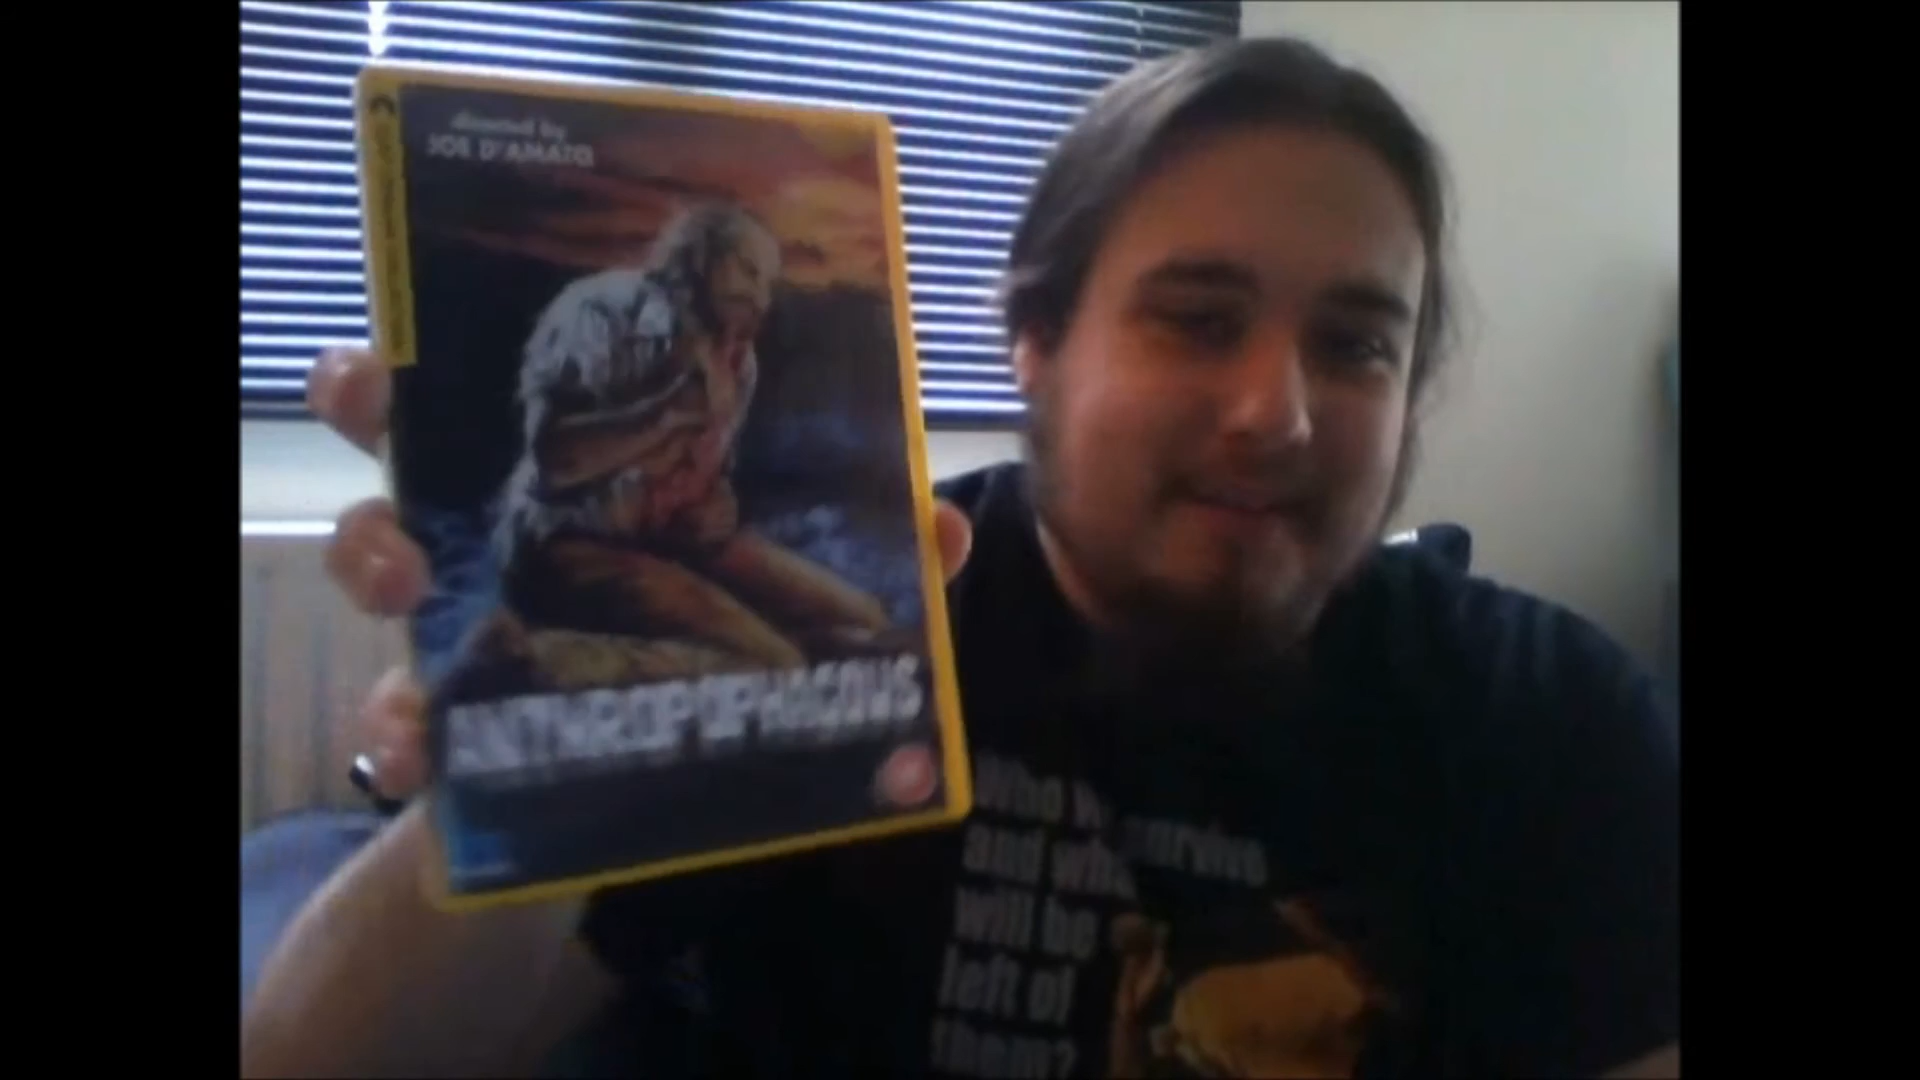 directed by
JOE D'AMATO
ANTHROPOPHAGOUS
Who will survive
and what
will be
left of
them?